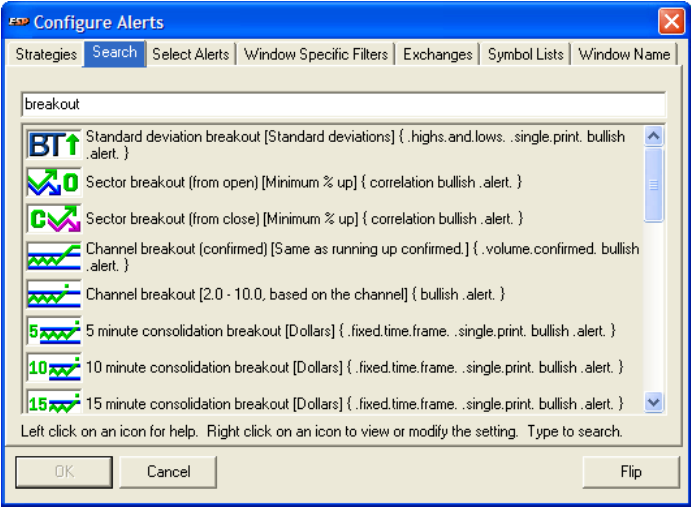 ESP Configure Alerts
Strategies Search Select Alerts Window Specific Filters Exchanges Symbol Lists Window Name
breakout
BT Standard deviation breakout [Standard deviations] { .highs.and.lows. .single.print. bullish
.alert. }
O Sector breakout (from open) [Minimum % up] { correlation bullish .alert. }
C Sector breakout (from close) [Minimum % up] { correlation bullish .alert. }
Channel breakout (confirmed) [Same as running up confirmed.] { .volume.confirmed. bullish
.alert. }
Channel breakout [2.0 - 10.0, based on the channel] { bullish .alert. }
5 5 minute consolidation breakout [Dollars] { .fixed.time.frame. .single.print. bullish .alert. }
10 10 minute consolidation breakout [Dollars] { .fixed.time.frame. .single.print. bullish .alert. }
15 15 minute consolidation breakout [Dollars] { .fixed.time.frame. .single.print. bullish .alert. }
Left click on an icon for help. Right click on an icon to view or modify the setting. Type to search.
OK Cancel Flip